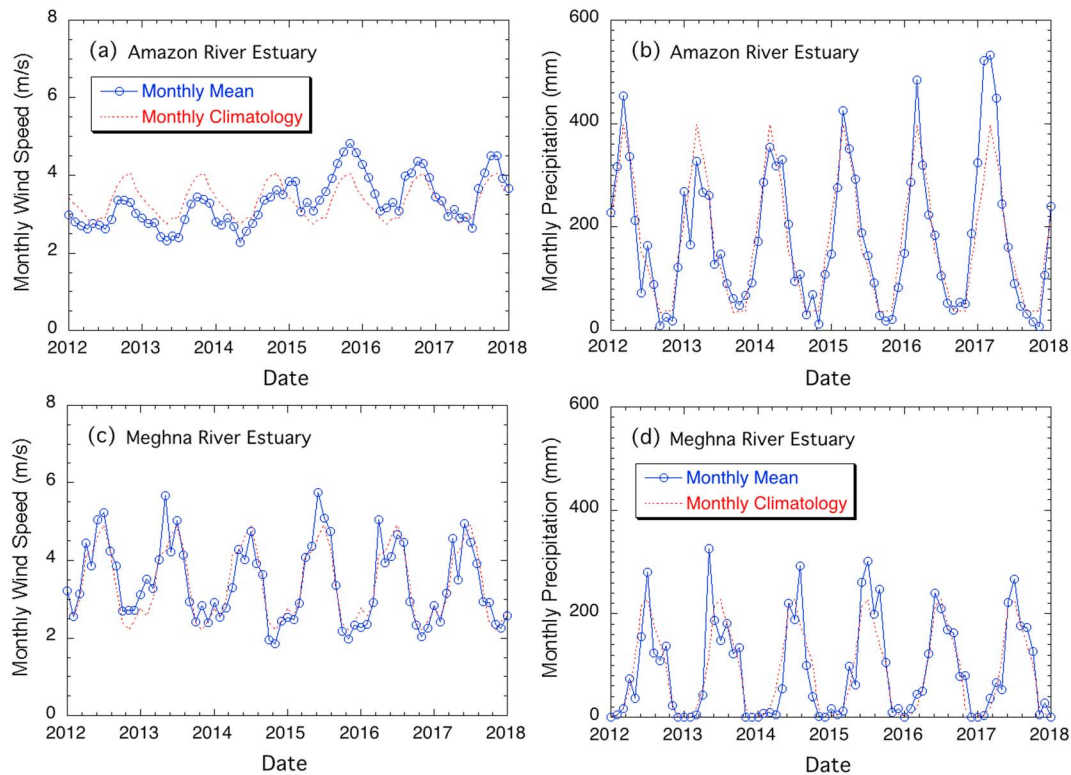 (a) Amazon River Estuary
Monthly Mean
Monthly Climatology
Monthly Wind Speed (m/s)
8
6
4
2
0
2012 2013 2014 2015 2016 2017 2018
Date
(b) Amazon River Estuary
Monthly Precipitation (mm)
600
400
200
0
2012 2013 2014 2015 2016 2017 2018
Date
(c) Meghna River Estuary
Monthly Wind Speed (m/s)
8
6
4
2
0
2012 2013 2014 2015 2016 2017 2018
Date
(d) Meghna River Estuary
Monthly Mean
Monthly Climatology
Monthly Precipitation (mm)
600
400
200
0
2012 2013 2014 2015 2016 2017 2018
Date